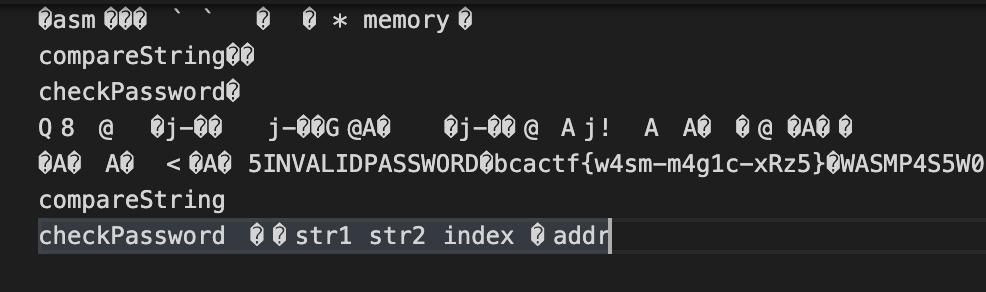 �asm ��� ` ` � � * memory �
compareString��
checkPassword�
Q 8 @ �j-�� j-��G @A� �j-�� @ A j! A A� �@ �A��
�A� A� < �A� 5INVALIDPASSWORD�bcactf{w4sm-m4g1c-xRz5}�WASMP4S5W0
compareString
checkPassword �� str1 str2 index � addr